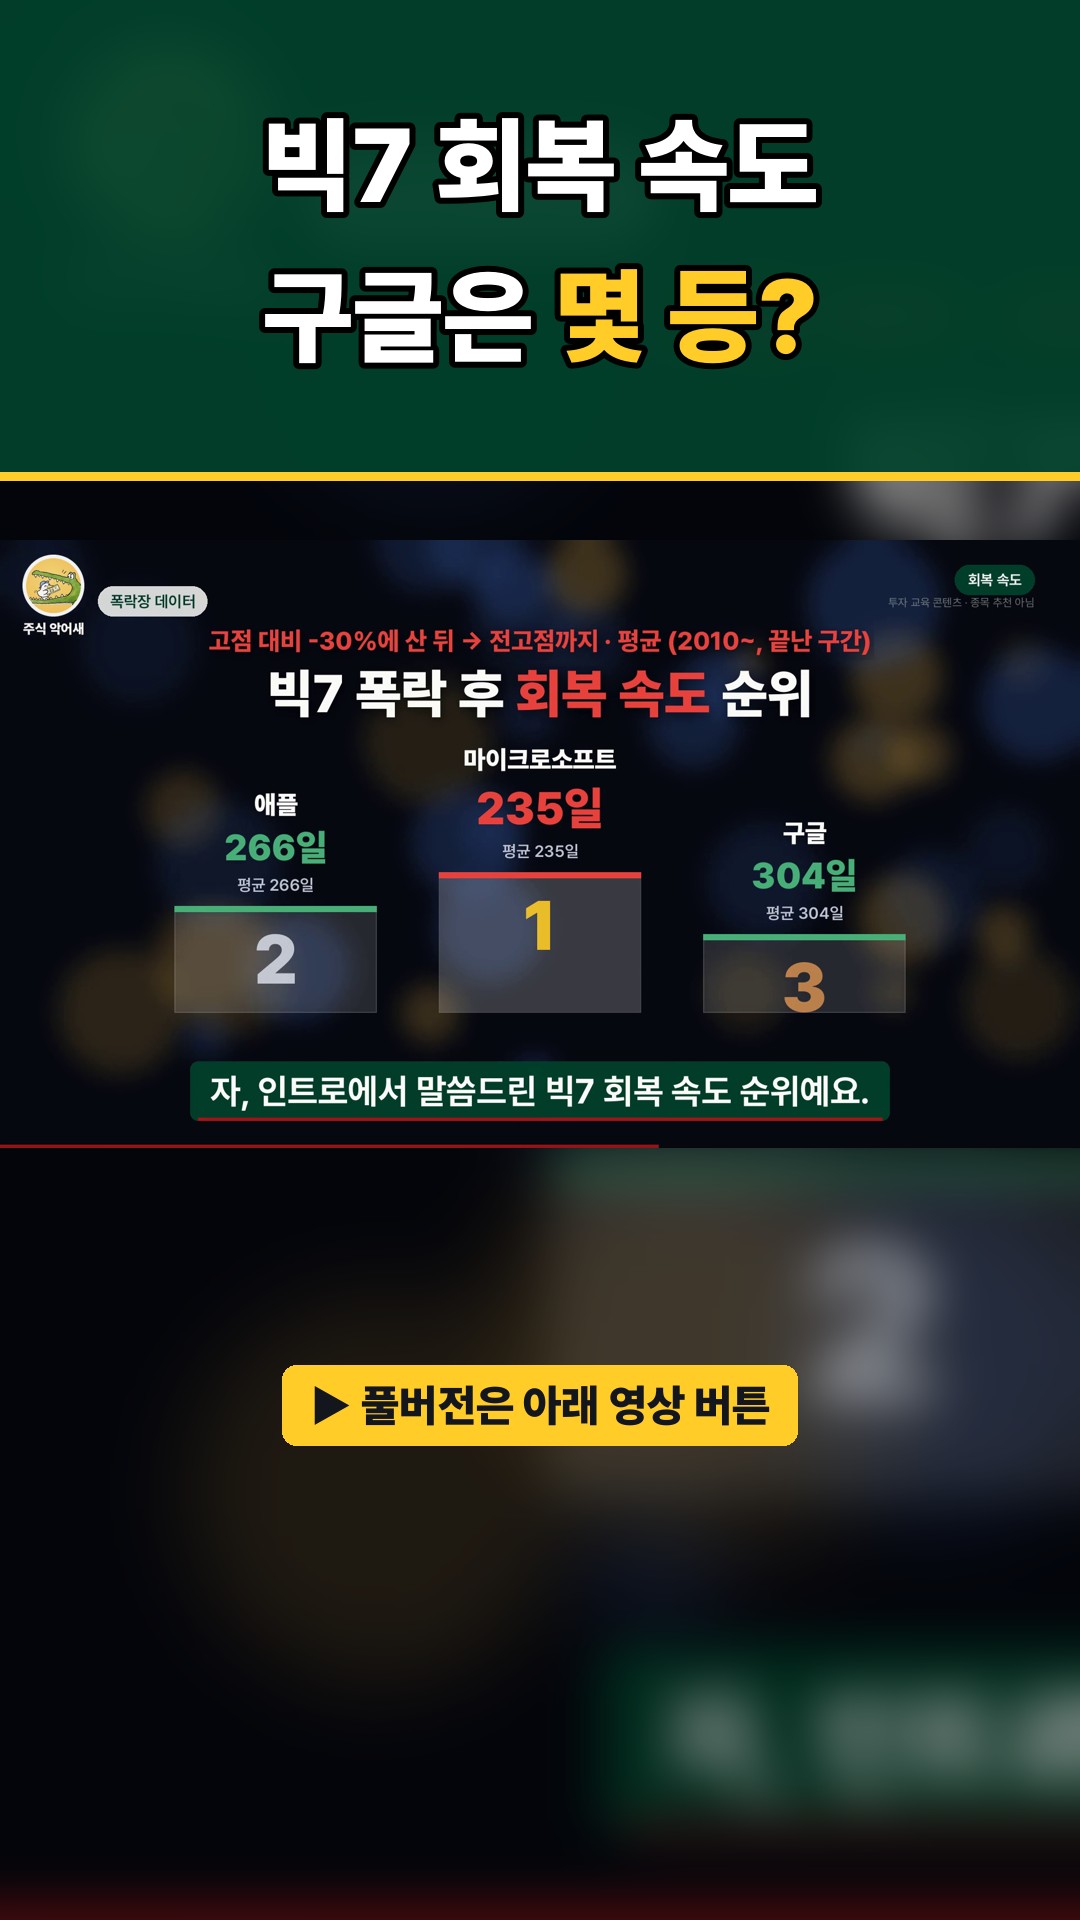 빅7 회복 속도
구글은 몇 등?
주식 악어새
폭락장 데이터
회복 속도
투자 교육 콘텐츠 · 종목 추천 아님
고점 대비 -30%에 산 뒤 → 전고점까지 · 평균 (2010~, 끝난 구간)
빅7 폭락 후 회복 속도 순위
마이크로소프트
235일
평균 235일
1
애플
266일
평균 266일
2
구글
304일
평균 304일
3
자, 인트로에서 말씀드린 빅7 회복 속도 순위예요.
▶ 풀버전은 아래 영상 버튼
2